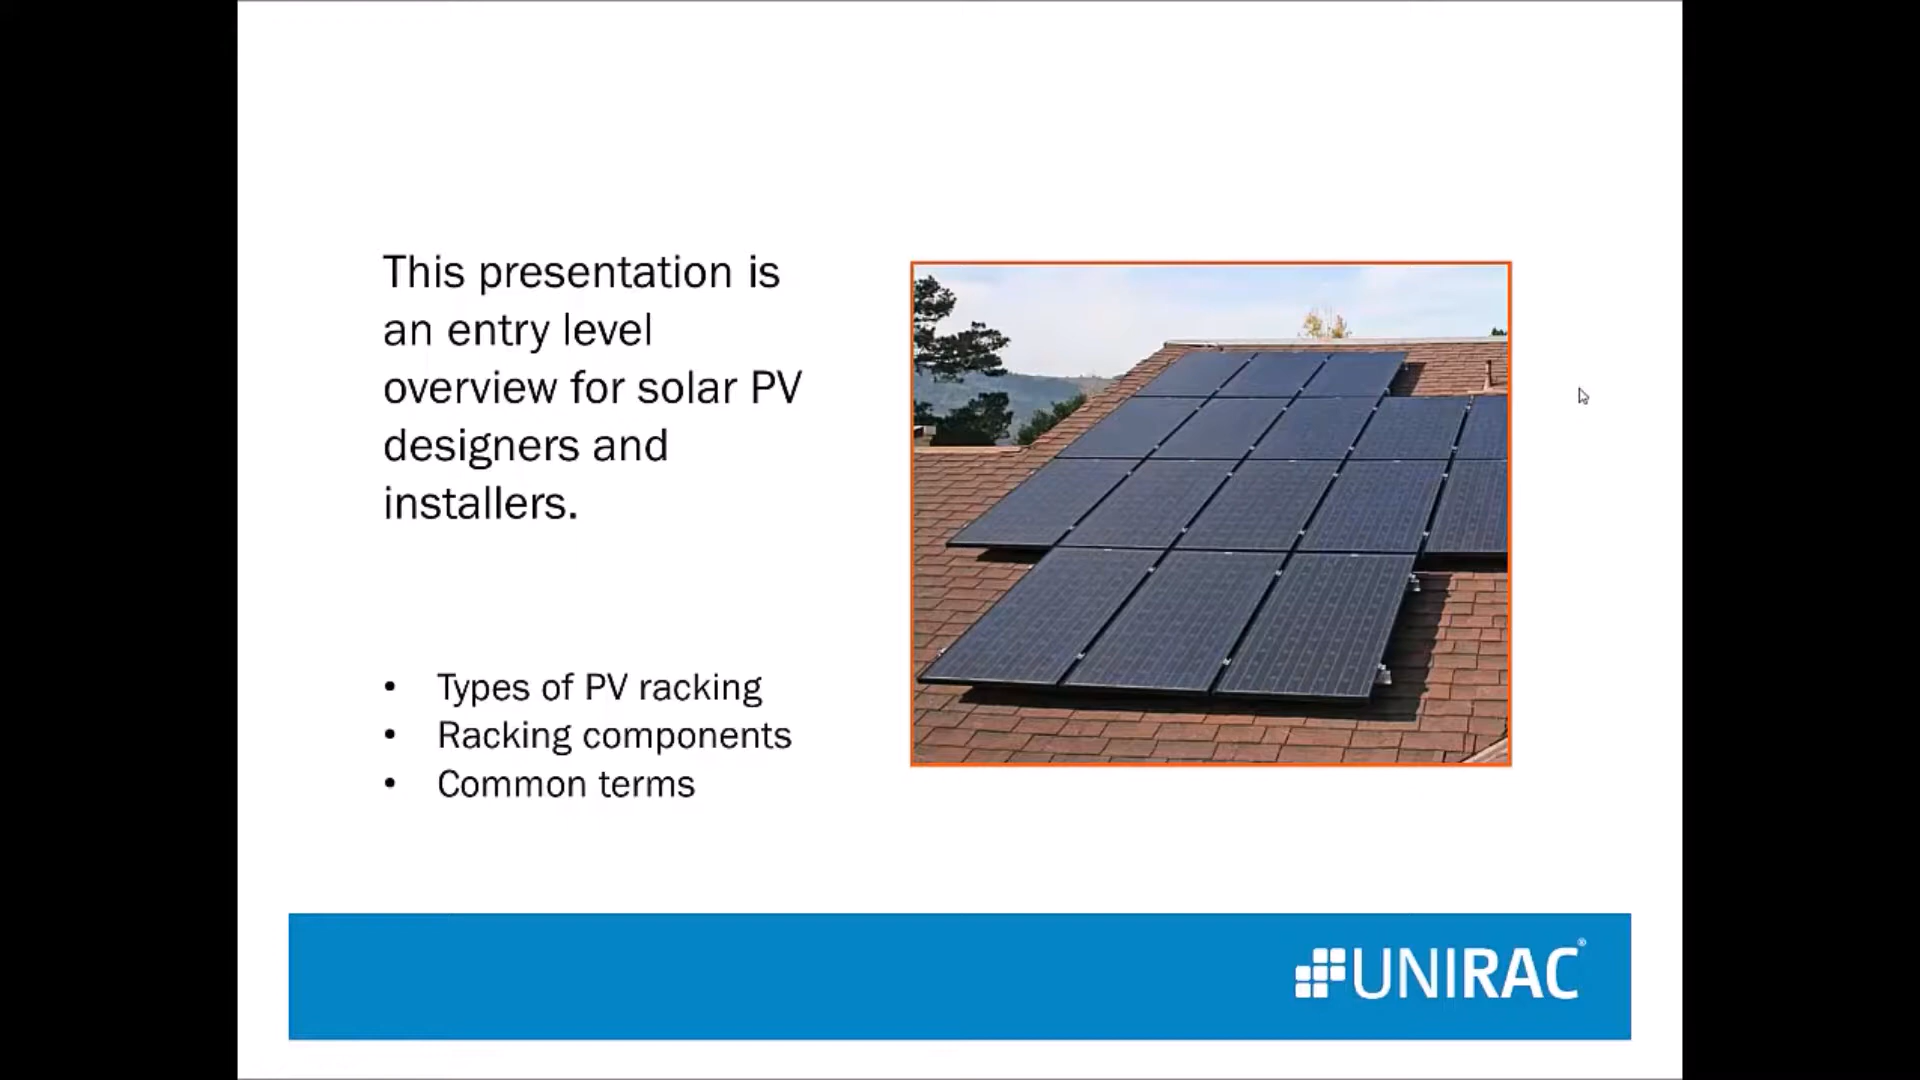 This presentation is
an entry level
overview for solar PV
designers and
installers.
• Types of PV racking
• Racking components
• Common terms
UNIRAC®